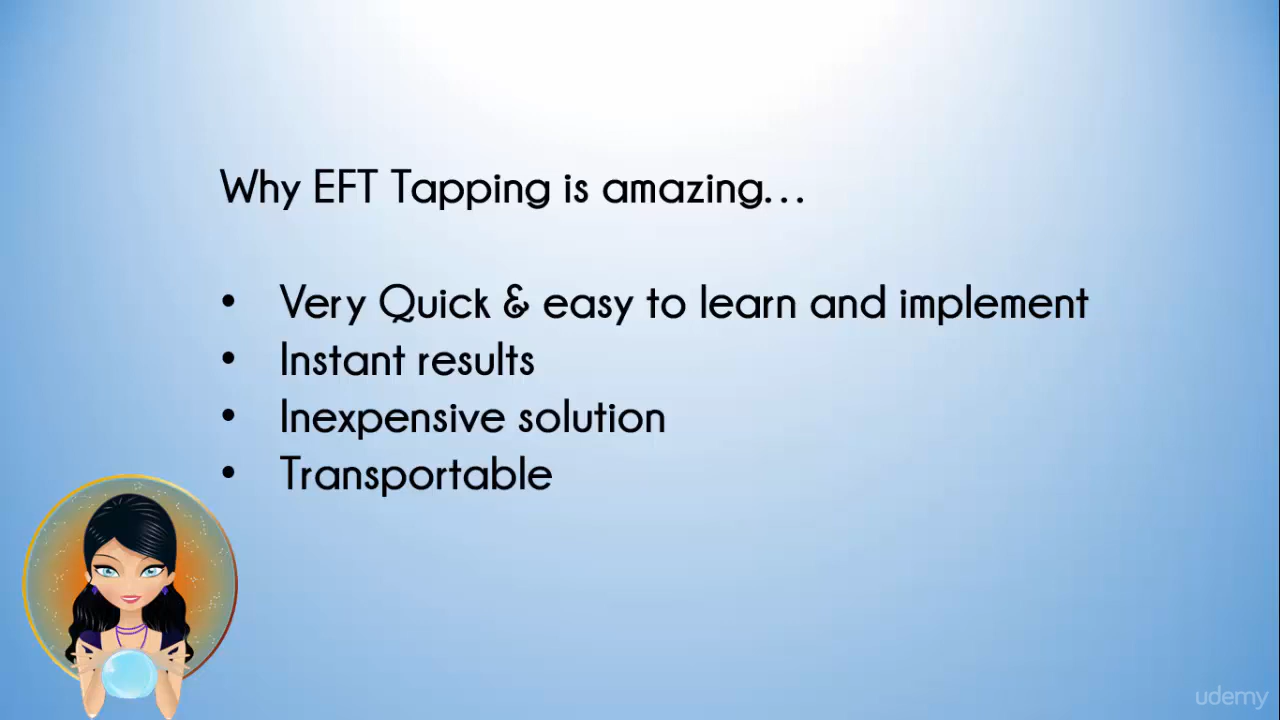 Why EFT Tapping is amazing...
• Very Quick & easy to learn and implement
• Instant results
• Inexpensive solution
• Transportable
udemy